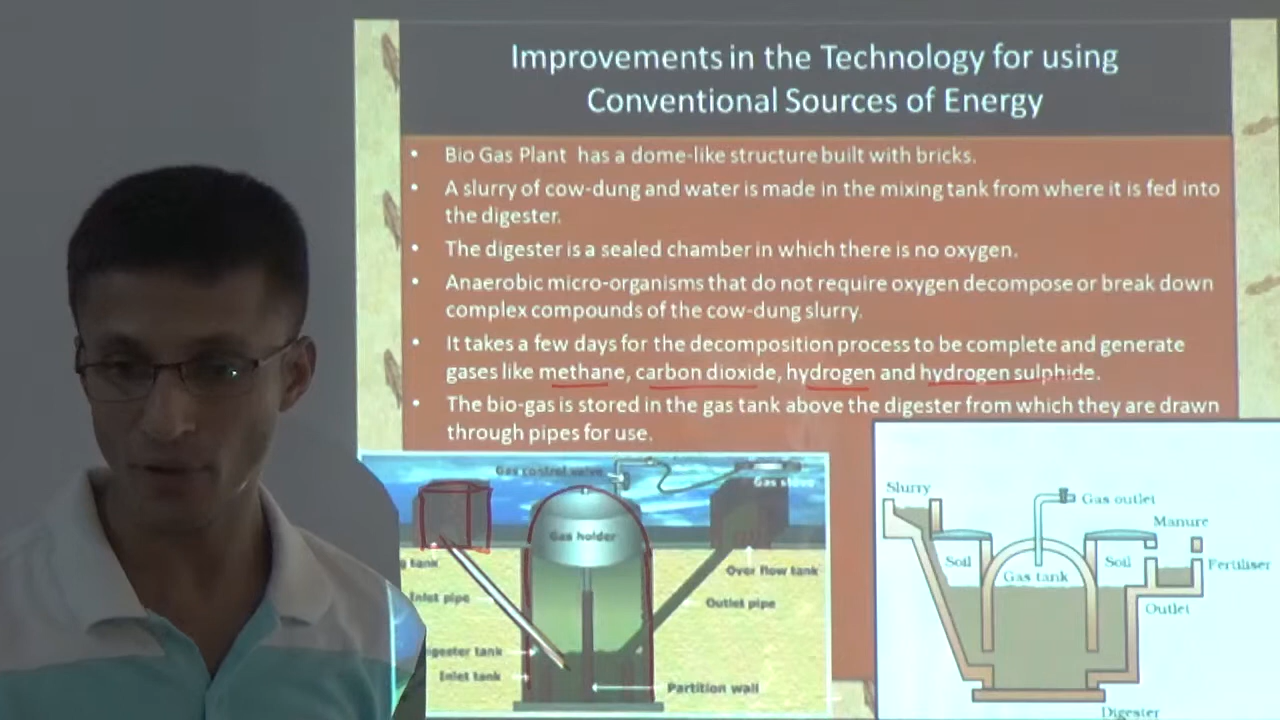 Improvements in the Technology for using
Conventional Sources of Energy
• Bio Gas Plant has a dome-like structure built with bricks.
• A slurry of cow-dung and water is made in the mixing tank from where it is fed into
the digester.
• The digester is a sealed chamber in which there is no oxygen.
• Anaerobic micro-organisms that do not require oxygen decompose or break down
complex compounds of the cow-dung slurry.
• It takes a few days for the decomposition process to be complete and generate
gases like methane, carbon dioxide, hydrogen and hydrogen sulphide.
• The bio-gas is stored in the gas tank above the digester from which they are drawn
through pipes for use.
Gas control valve
Gas stove
Gas holder
g tank
Over flow tank
Inlet pipe
Outlet pipe
igester tank
Inlet tank
Partition wall
Slurry
Gas outlet
Manure
Soil
Gas tank
Soil
Fertiliser
Outlet
Digester